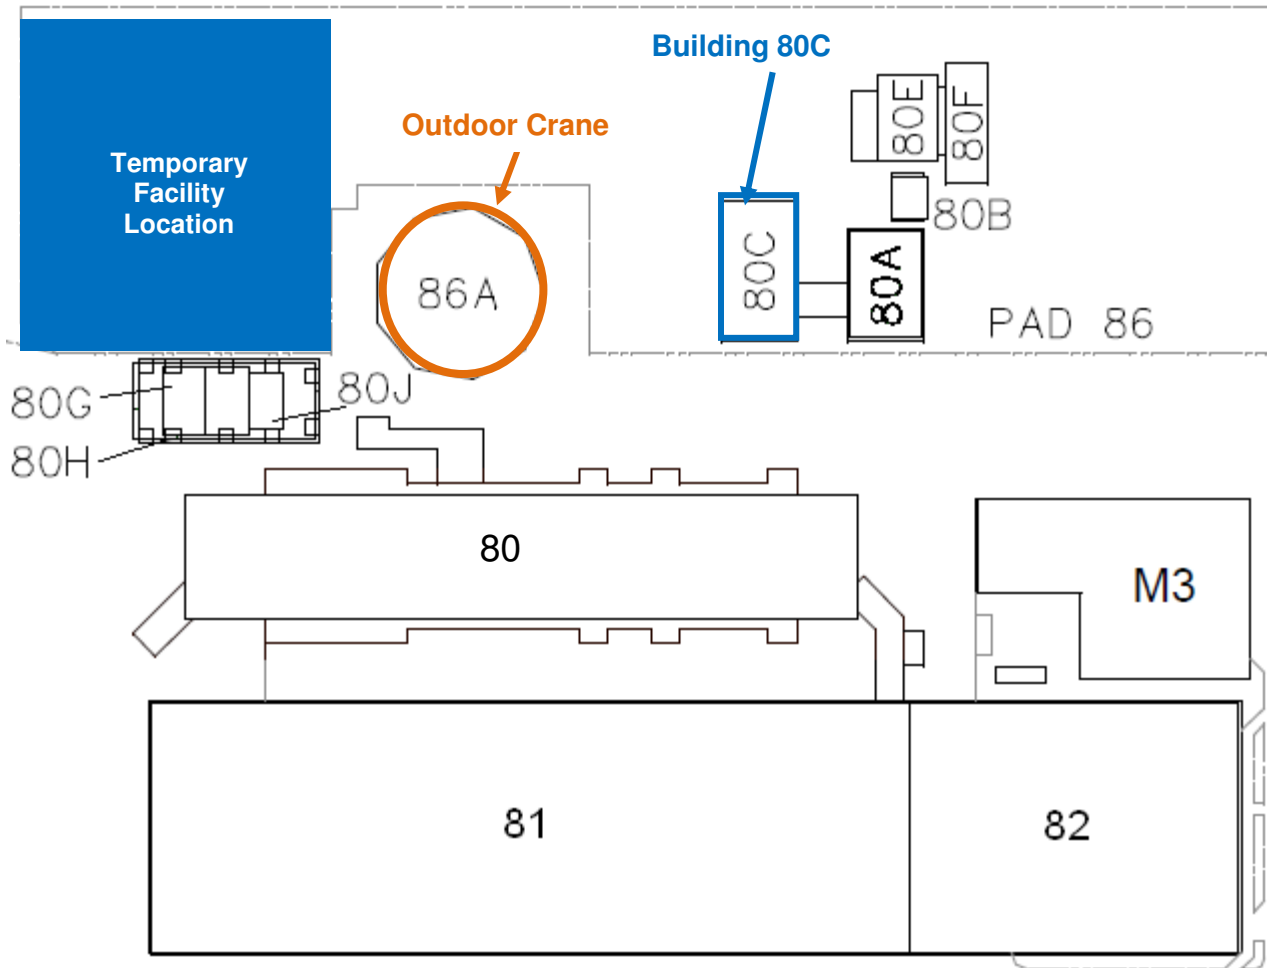 Building 80C
Outdoor Crane
Temporary
Facility
Location
80E
80F
80B
80C
80A
86A
PAD 86
80G
80J
80H
80
M3
81
82